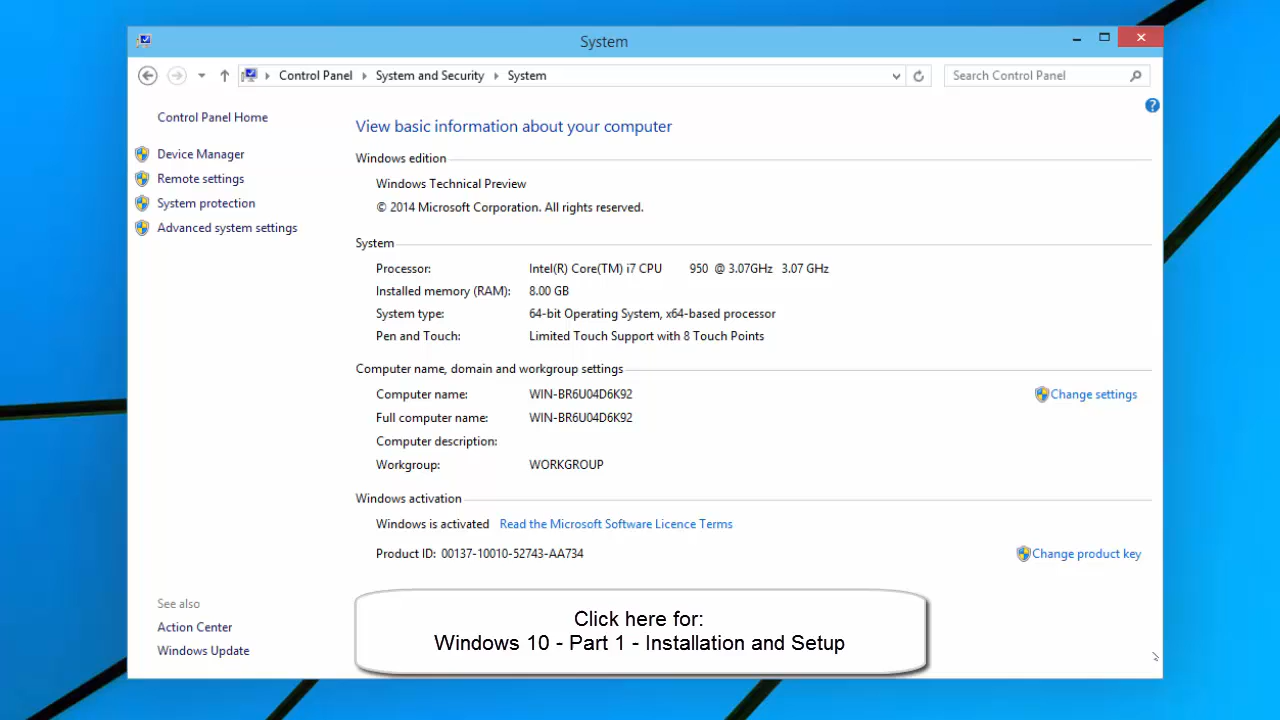 System
Control Panel System and Security System
Search Control Panel
Control Panel Home
Device Manager
Remote settings
System protection
Advanced system settings
View basic information about your computer
Windows edition
Windows Technical Preview
© 2014 Microsoft Corporation. All rights reserved.
System
Processor: Intel(R) Core(TM) i7 CPU 950 @ 3.07GHz 3.07 GHz
Installed memory (RAM): 8.00 GB
System type: 64-bit Operating System, x64-based processor
Pen and Touch: Limited Touch Support with 8 Touch Points
Computer name, domain and workgroup settings
Computer name: WIN-BR6U04D6K92 Change settings
Full computer name: WIN-BR6U04D6K92
Computer description:
Workgroup: WORKGROUP
Windows activation
Windows is activated Read the Microsoft Software Licence Terms
Product ID: 00137-10010-52743-AA734 Change product key
See also
Action Center
Windows Update
Click here for:
Windows 10 - Part 1 - Installation and Setup